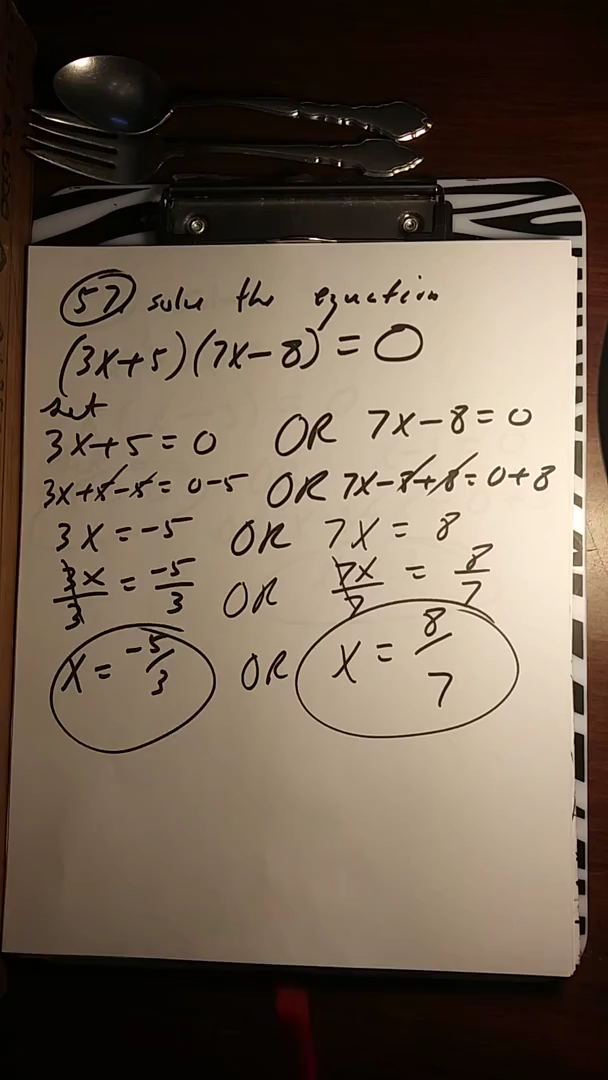 57 solve the equation
(3x+5)(7x-8)=0
set
3x+5=0 OR 7x-8=0
3x+5-5=0-5 OR 7x-8+8=0+8
3x=-5 OR 7x=8
3x/3=-5/3 OR 7x/7=8/7
x=-5/3 OR x=8/7